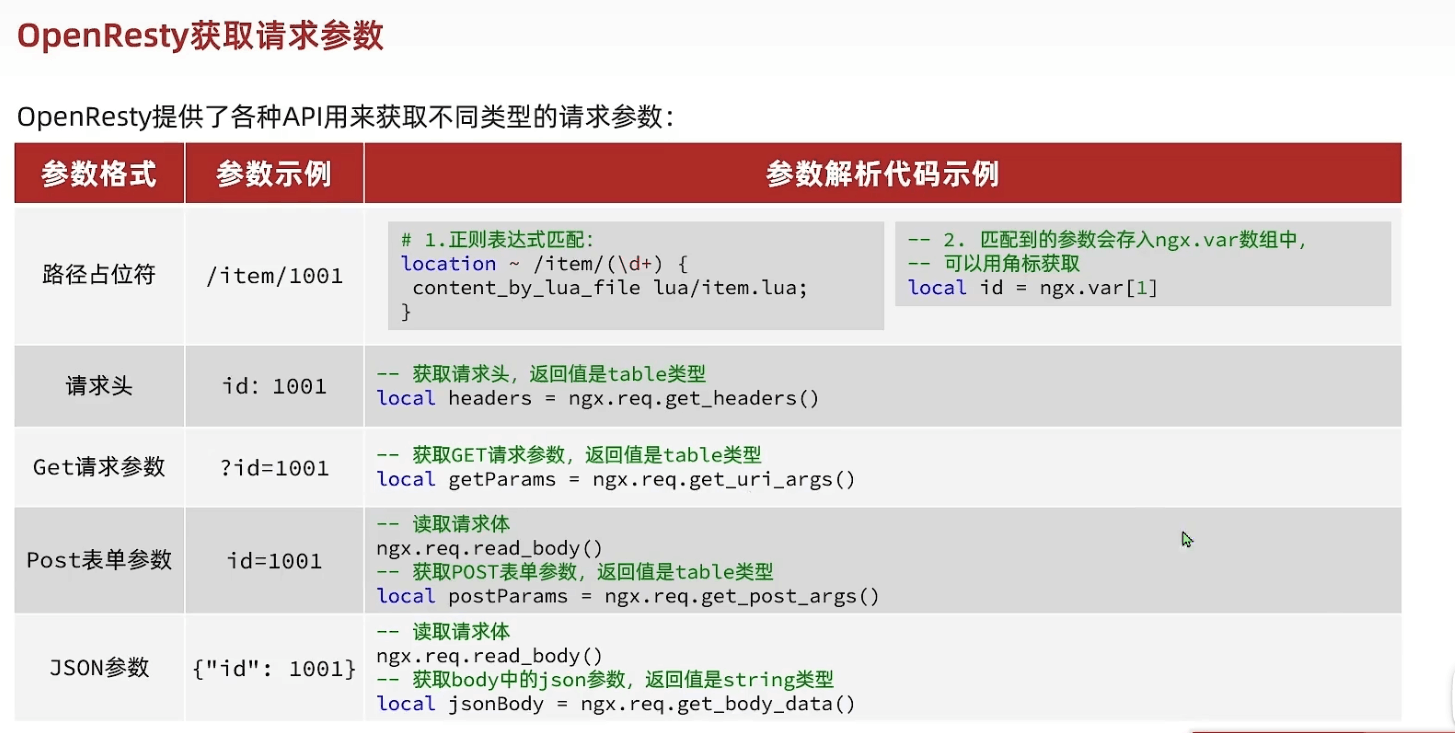 OpenResty获取请求参数
OpenResty提供了各种API用来获取不同类型的请求参数：
参数格式 参数示例 参数解析代码示例
路径占位符
/item/1001
# 1.正则表达式匹配：
location ~ /item/(\d+) {
content_by_lua_file lua/item.lua;
}
-- 2. 匹配到的参数会存入ngx.var数组中，
-- 可以用角标获取
local id = ngx.var[1]
请求头
id: 1001
-- 获取请求头，返回值是table类型
local headers = ngx.req.get_headers()
Get请求参数
?id=1001
-- 获取GET请求参数，返回值是table类型
local getParams = ngx.req.get_uri_args()
Post表单参数
id=1001
-- 读取请求体
ngx.req.read_body()
-- 获取POST表单参数，返回值是table类型
local postParams = ngx.req.get_post_args()
JSON参数
{"id": 1001}
-- 读取请求体
ngx.req.read_body()
-- 获取body中的json参数，返回值是string类型
local jsonBody = ngx.req.get_body_data()